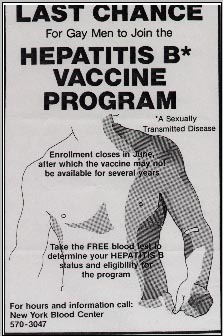 LAST CHANCE
For Gay Men to Join the
HEPATITIS B*
VACCINE
PROGRAM
*A Sexually
Transmitted Disease
Enrollment closes in June,
after which the vaccine may not
be available for several years
Take the FREE blood test to
determine your HEPATITIS B
status and eligibility for
the program
For hours and information call:
New York Blood Center
570-3047